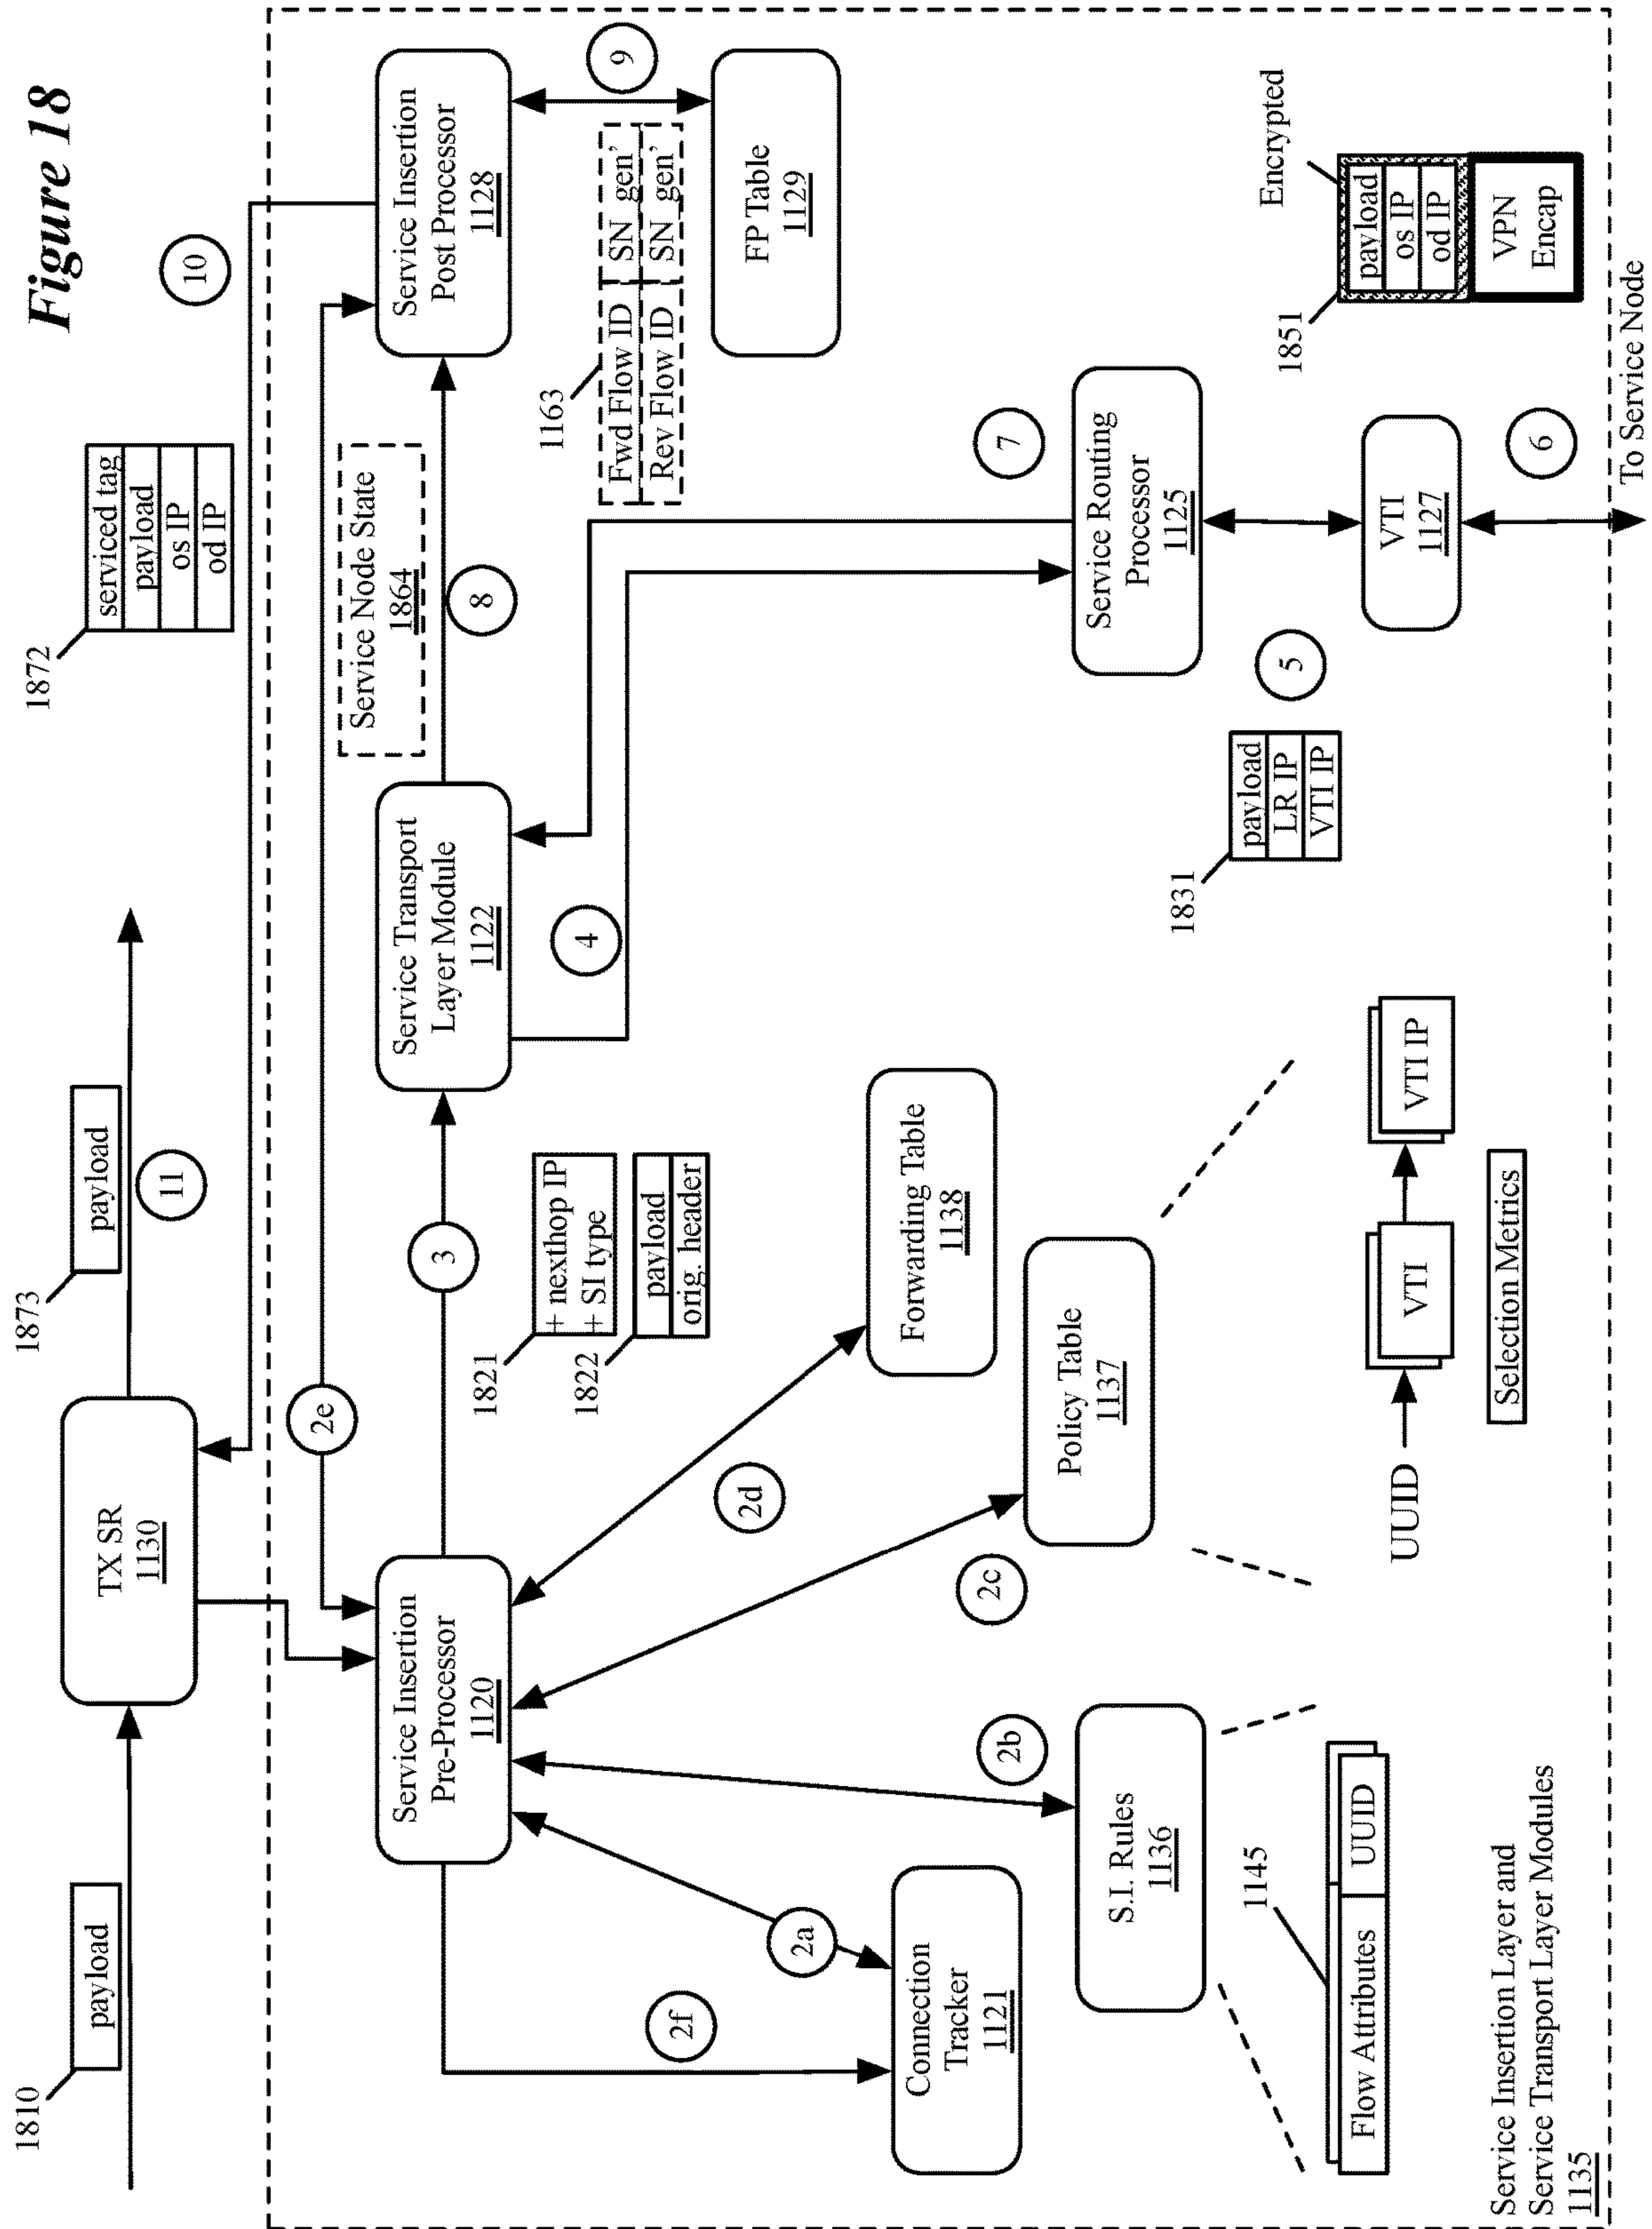 Figure 18
1810
payload
TX SR
1130
1873
payload
11
1872
serviced tag
payload
os IP
od IP
10
2e
Service Insertion
Pre-Processor
1120
3
1821
+ nexthop IP
+ SI type
1822
payload
orig. header
Service Transport
Layer Module
1122
4
Service Node State
1864
8
Service Insertion
Post Processor
1128
9
1163
Fwd Flow ID
SN_gen'
Rev Flow ID
SN_gen'
FP Table
1129
2f
2a
Connection
Tracker
1121
2b
S.I. Rules
1136
2c
Policy Table
1137
2d
Forwarding Table
1138
7
Service Routing
Processor
1125
5
1831
payload
LR IP
VTI IP
VTI
1127
6
To Service Node
1851
Encrypted
payload
os IP
od IP
VPN
Encap
1145
Flow Attributes
UUID
UUID
VTI
VTI IP
Selection Metrics
Service Insertion Layer and
Service Transport Layer Modules
1135